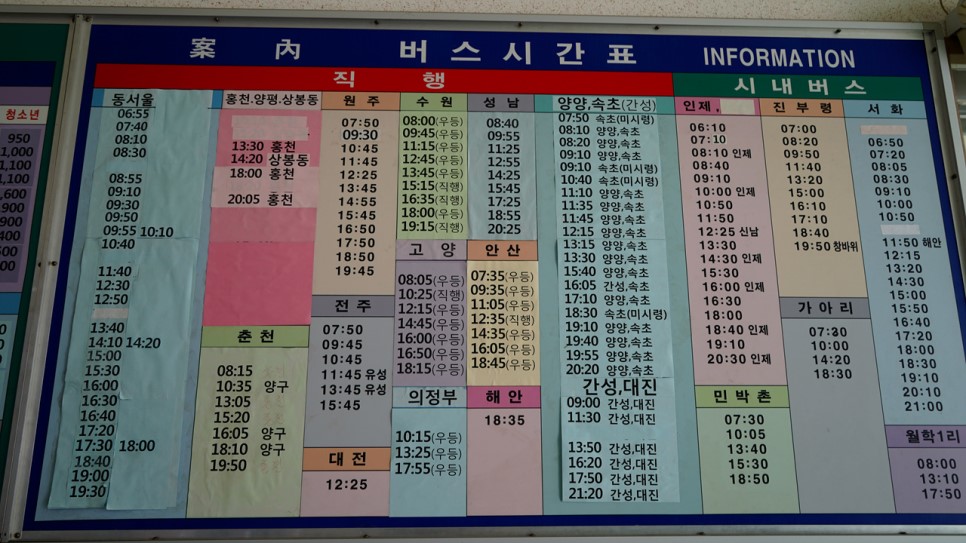 案 內 버스시간표 INFORMATION
직 행
시내버스
청소년
950
1,000
1,100
1,100
,600
900
900
400
500
000
동서울
06:55
07:40
08:10
08:30
08:55
09:10
09:30
09:50
09:55 10:10
10:40
11:40
12:30
12:50
13:40
14:10 14:20
15:00
15:30
16:00
16:30
16:40
17:20
17:30 18:00
18:40
19:00
19:30
홍천.양평.상봉동
13:30 홍천
14:20 상봉동
18:00 홍천
20:05 홍천
춘천
08:15
10:35 양구
13:05
15:20
16:05 양구
18:10 양구
19:50
원주
07:50
09:30
10:45
11:45
12:25
13:45
14:55
15:45
16:50
17:50
18:50
19:45
전주
07:50
09:45
10:45
11:45 유성
13:45 유성
15:45
대전
12:25
수원
08:00(우등)
09:45(우등)
11:15(우등)
12:45(우등)
13:45(우등)
15:15(직행)
16:35(직행)
18:00(우등)
19:15(우등)
고양
08:05(우등)
10:25(직행)
12:15(우등)
14:45(우등)
16:00(우등)
16:50(우등)
18:15(우등)
의정부
10:15(우등)
13:25(우등)
17:55(우등)
성남
08:40
09:55
11:25
12:55
14:25
15:45
17:25
18:55
20:25
안산
07:35(우등)
09:35(우등)
11:05(우등)
12:35(직행)
14:35(우등)
16:05(우등)
18:45(우등)
해안
18:35
양양,속초(간성)
07:50 속초(미시령)
08:10 양양,속초
08:20 양양,속초
09:10 양양,속초
09:10 속초(미시령)
10:40 속초(미시령)
11:10 양양,속초
11:35 양양,속초
11:45 양양,속초
12:15 양양,속초
13:15 양양,속초
13:30 양양,속초
15:40 양양,속초
16:05 간성,속초
17:10 양양,속초
18:30 속초(미시령)
19:10 양양,속초
19:40 양양,속초
19:55 양양,속초
20:20 양양,속초
간성,대진
09:00 간성,대진
11:30 간성,대진
13:50 간성,대진
16:20 간성,대진
17:50 간성,대진
21:20 간성,대진
인제,
06:10
07:10
08:10 인제
08:40
09:10
10:00 인제
10:50
11:50
12:25 신남
13:30
14:30 인제
15:30
16:00 인제
16:30
18:00
18:40 인제
19:10
20:30 인제
민박촌
07:30
10:05
13:40
15:30
18:50
진부령
07:00
08:20
09:50
11:40
13:20
15:00
16:10
17:10
18:40
19:50 창바위
가아리
07:30
10:00
14:20
18:30
서화
06:50
07:20
08:05
08:30
09:10
10:00
10:50
11:50 해안
12:15
13:20
14:30
15:00
15:50
16:40
17:20
18:00
18:30
19:10
20:10
21:00
월학1리
08:00
13:10
17:50